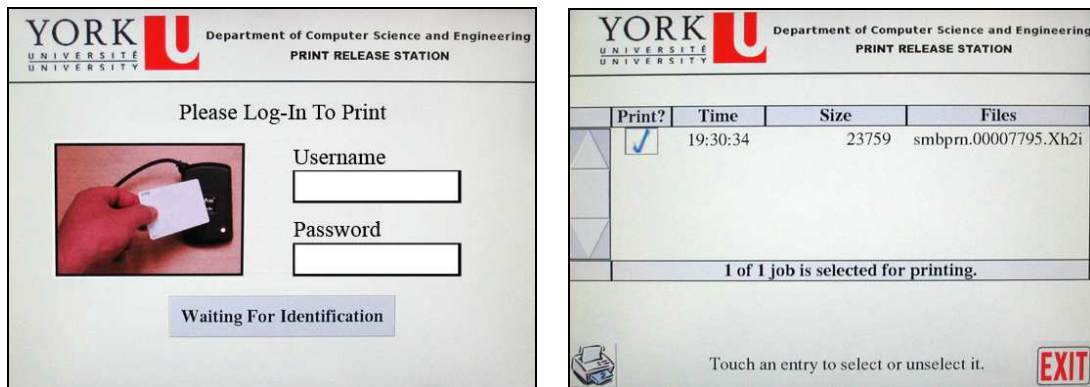 YORK U
UNIVERSITÉ
UNIVERSITY
Department of Computer Science and Engineering
PRINT RELEASE STATION
Please Log-In To Print
Username
Password
Waiting For Identification
YORK U
UNIVERSITÉ
UNIVERSITY
Department of Computer Science and Engineering
PRINT RELEASE STATION
Print? Time Size Files
19:30:34 23759 smbprn.00007795.Xh2i
1 of 1 job is selected for printing.
Touch an entry to select or unselect it.
EXIT